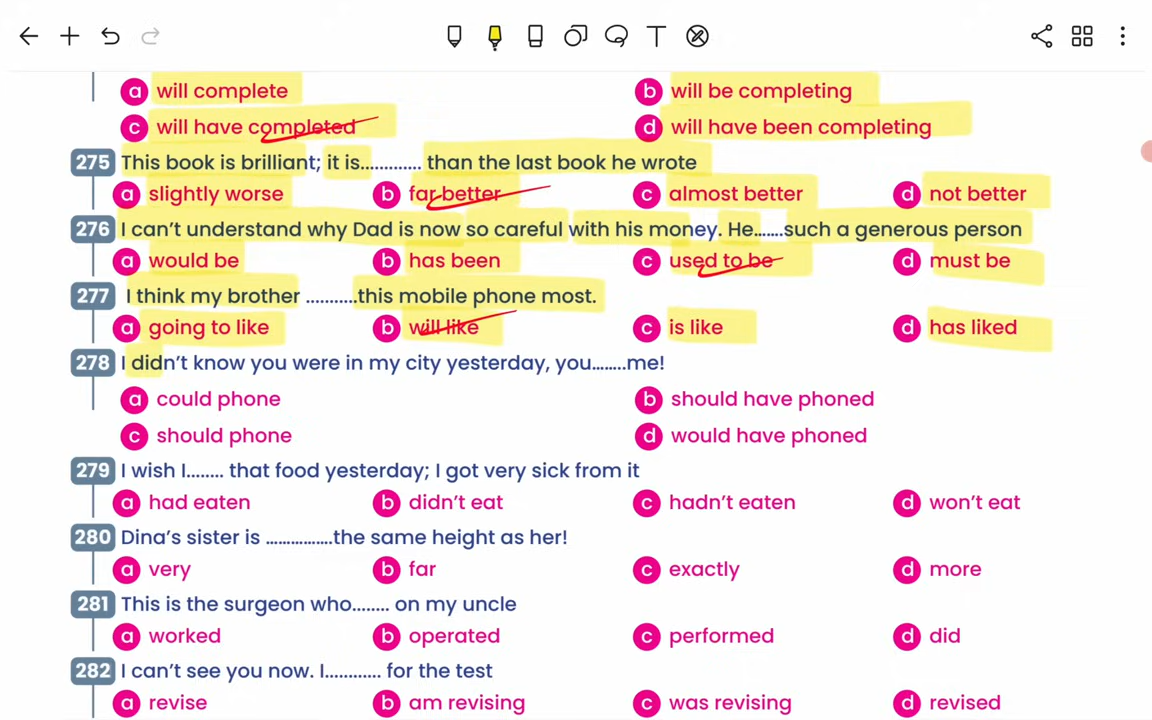 a will complete b will be completing
c will have completed d will have been completing
275 This book is brilliant; it is............. than the last book he wrote
a slightly worse b far better c almost better d not better
276 I can't understand why Dad is now so careful with his money. He.......such a generous person
a would be b has been c used to be d must be
277 I think my brother ...........this mobile phone most.
a going to like b will like c is like d has liked
278 I didn't know you were in my city yesterday, you........me!
a could phone b should have phoned
c should phone d would have phoned
279 I wish I........ that food yesterday; I got very sick from it
a had eaten b didn't eat c hadn't eaten d won't eat
280 Dina's sister is .................the same height as her!
a very b far c exactly d more
281 This is the surgeon who........ on my uncle
a worked b operated c performed d did
282 I can't see you now. I............ for the test
a revise b am revising c was revising d revised